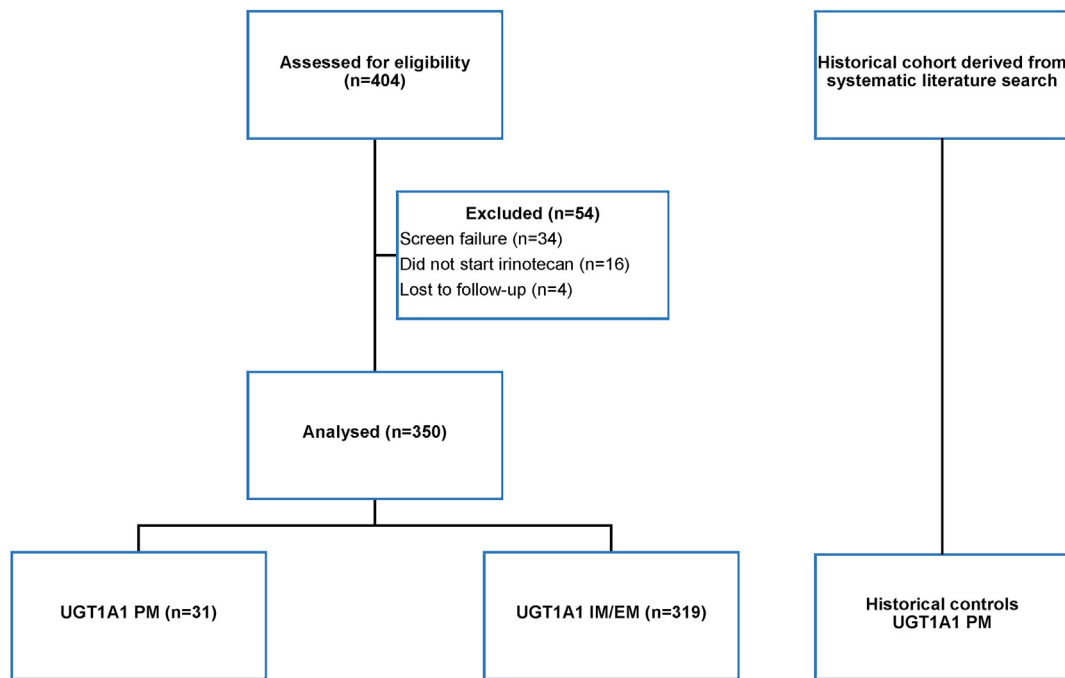 Assessed for eligibility
(n=404)
Historical cohort derived from
systematic literature search
Excluded (n=54)
Screen failure (n=34)
Did not start irinotecan (n=16)
Lost to follow-up (n=4)
Analysed (n=350)
UGT1A1 PM (n=31)
UGT1A1 IM/EM (n=319)
Historical controls
UGT1A1 PM